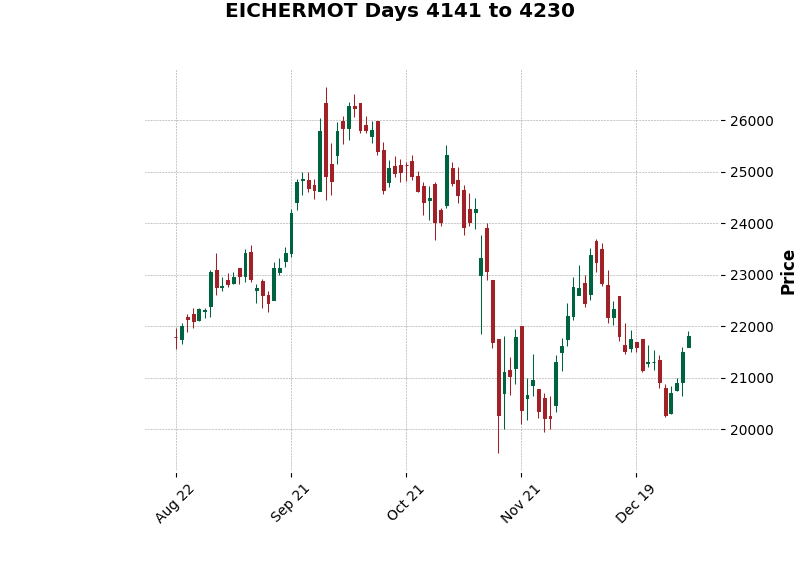 EICHERMOT Days 4141 to 4230
26000
25000
24000
23000
22000
21000
20000
Price
Aug 22
Sep 21
Oct 21
Nov 21
Dec 19